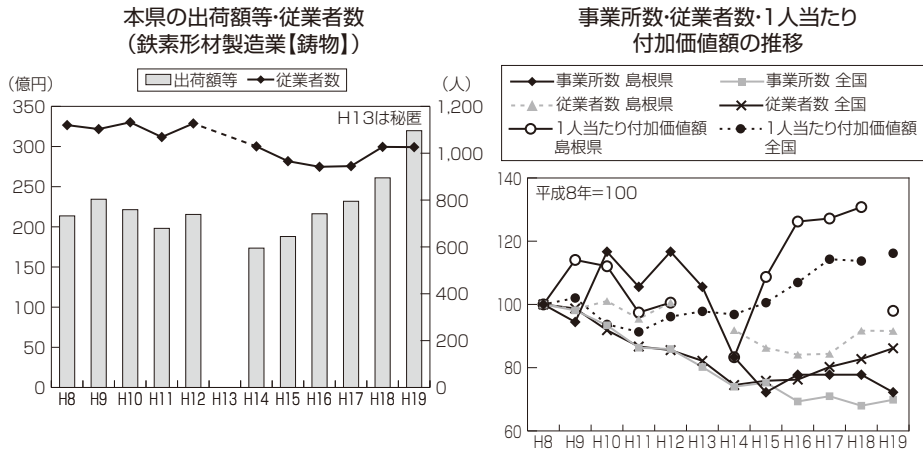 本県の出荷額等･従業者数
（鉄素形材製造業【鋳物】）
（億円）
出荷額等
従業者数
（人）
H13は秘匿
350
300
250
200
150
100
50
0
1,200
1,000
800
600
400
200
0
H8 H9 H10 H11 H12 H13 H14 H15 H16 H17 H18 H19
事業所数･従業者数･1人当たり
付加価値額の推移
事業所数 島根県
事業所数 全国
従業者数 島根県
従業者数 全国
1人当たり付加価値額
島根県
1人当たり付加価値額
全国
平成8年=100
140
120
100
80
60
H8 H9 H10 H11 H12 H13 H14 H15 H16 H17 H18 H19